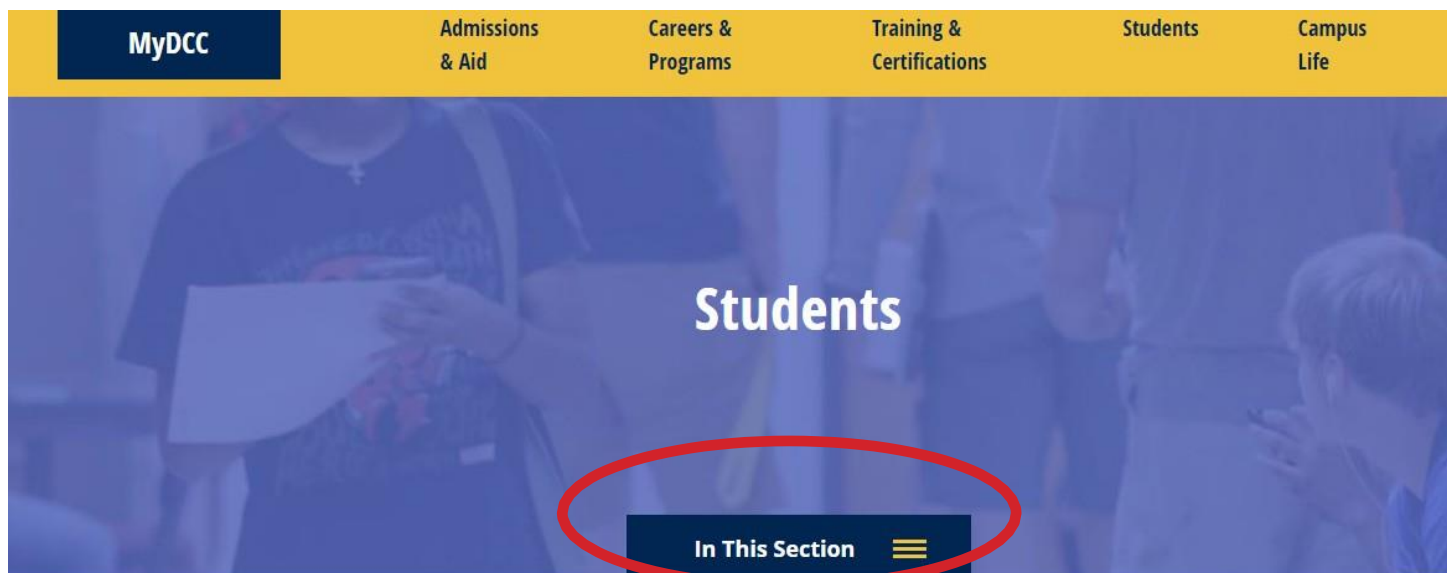 MyDCC
Admissions
& Aid
Careers &
Programs
Training &
Certifications
Students
Campus
Life
Students
In This Section